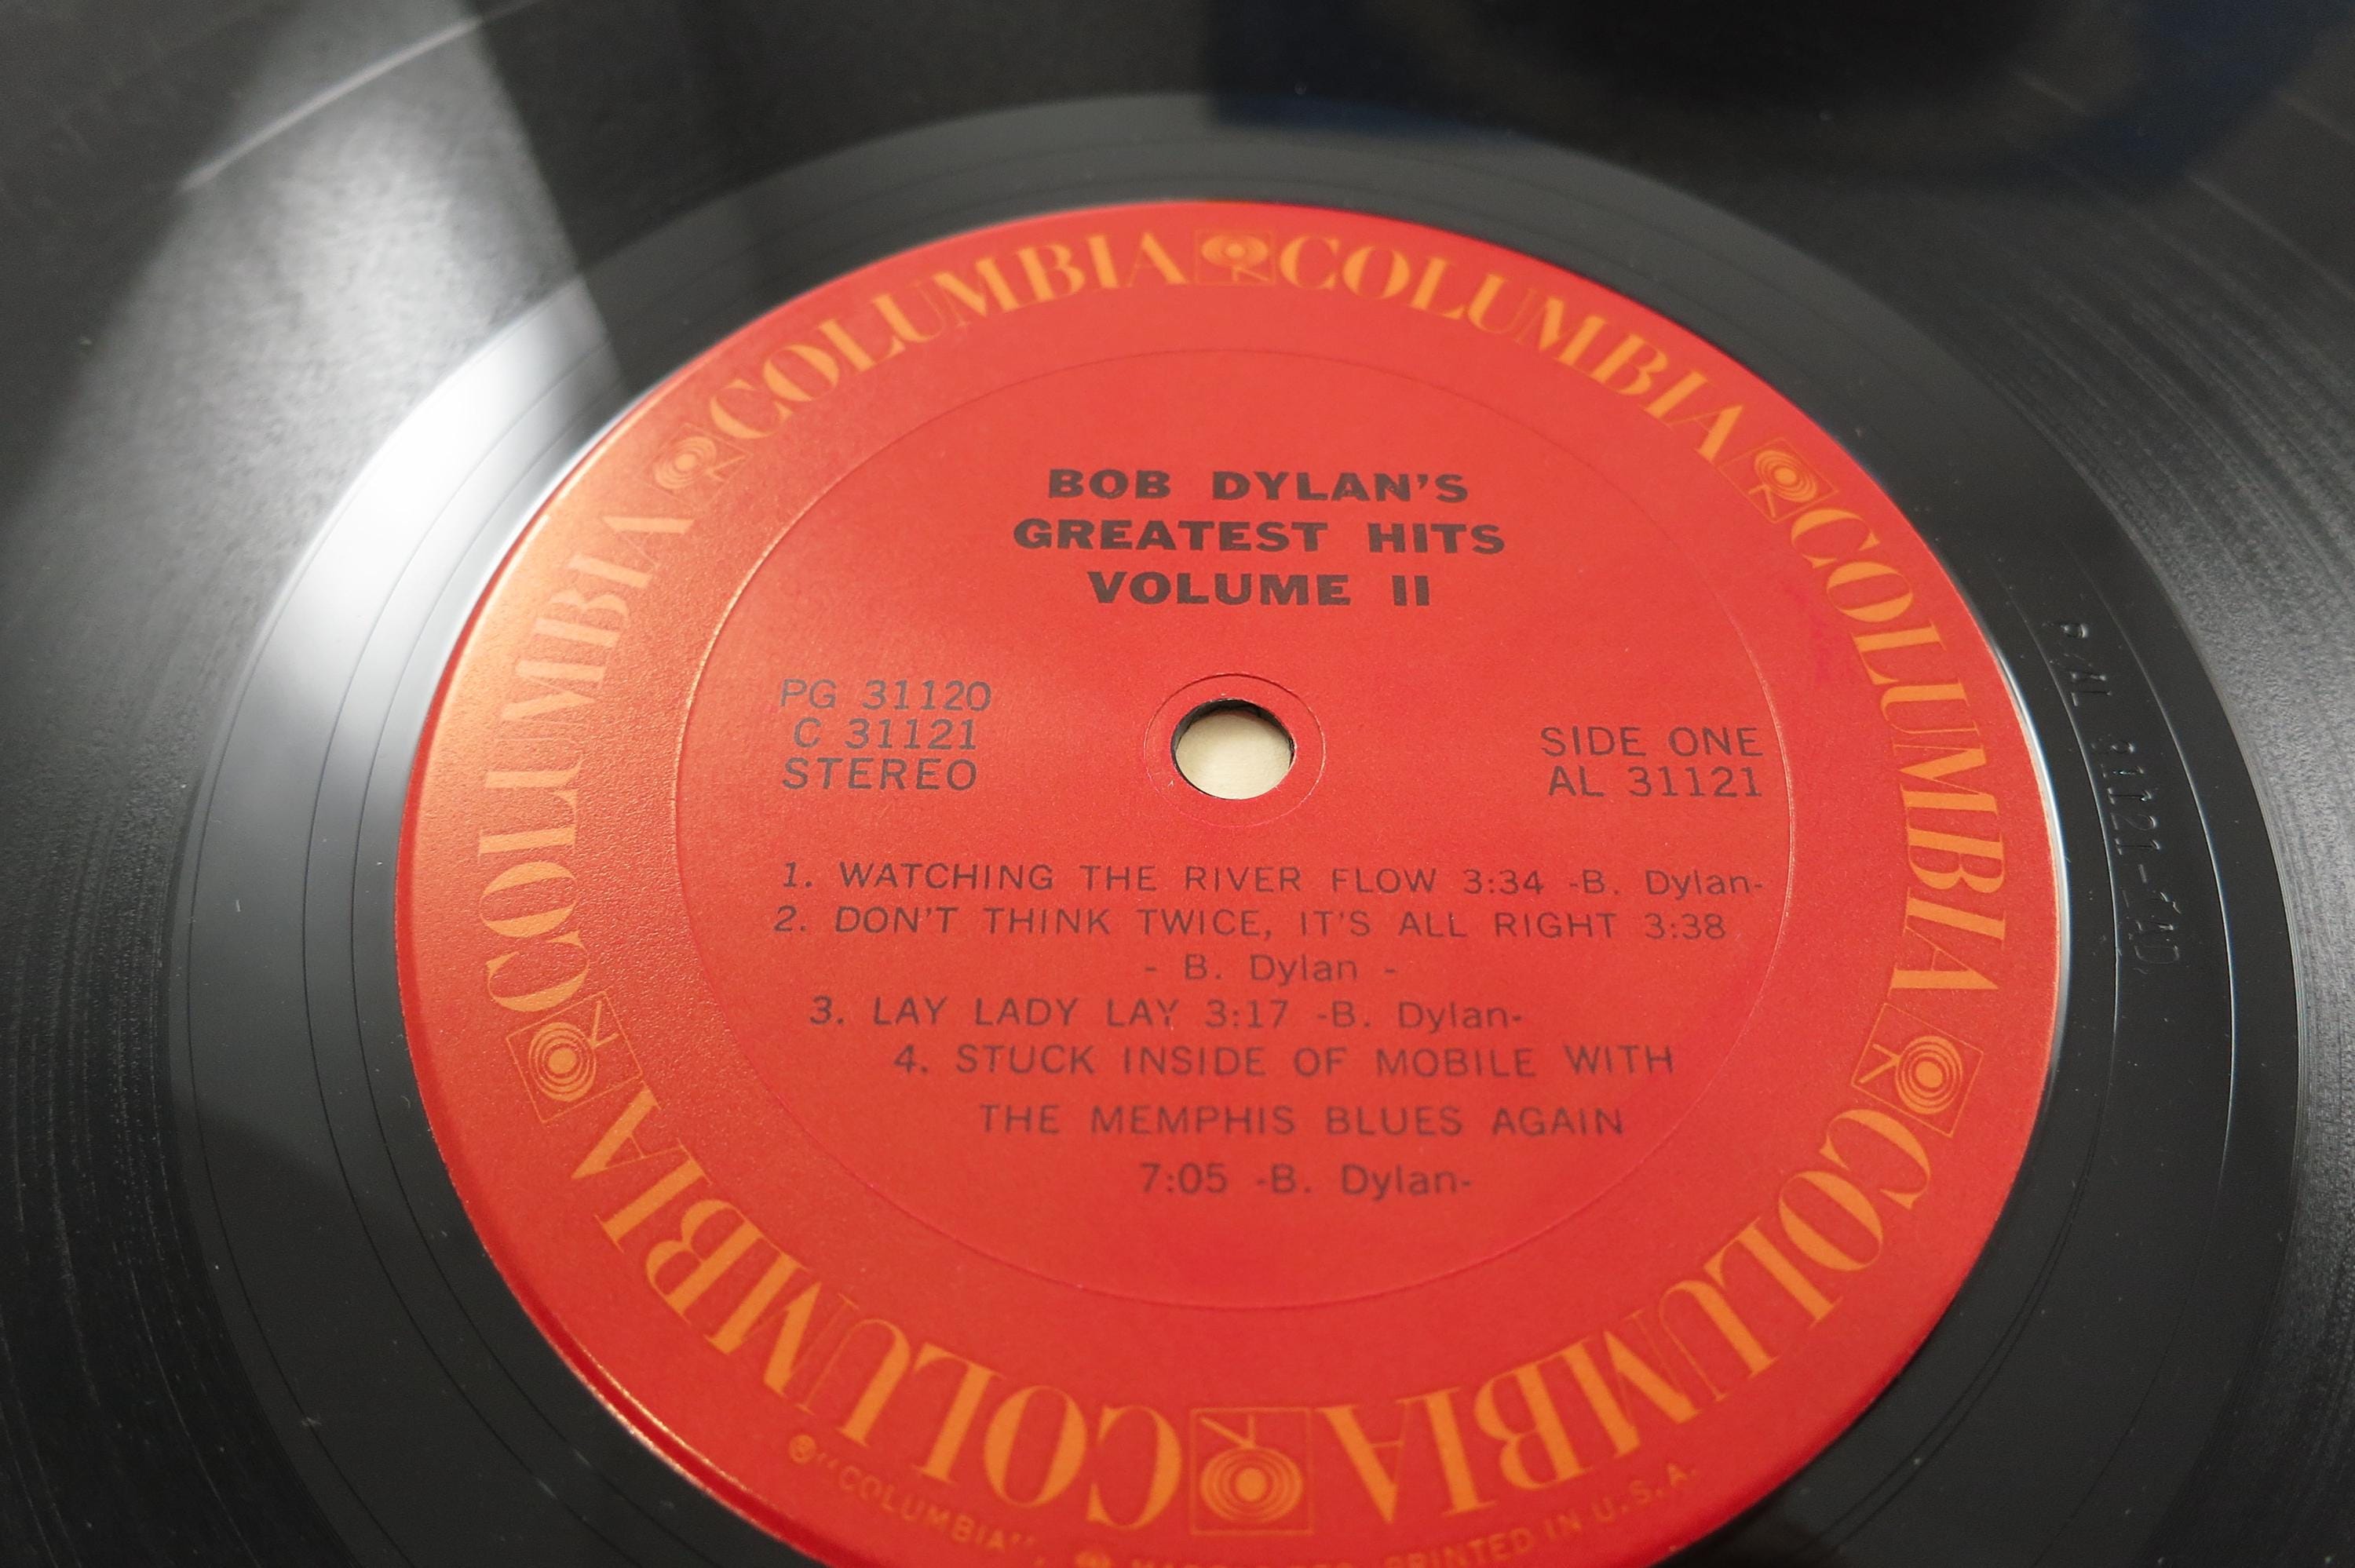 COLUMBIA COLUMBIA COLUMBIA COLUMBIA COLUMBIA COLUMBIA
BOB DYLAN'S
GREATEST HITS
VOLUME II
PG 31120
C 31121
STEREO
SIDE ONE
AL 31121
1. WATCHING THE RIVER FLOW 3:34 -B. Dylan-
2. DON'T THINK TWICE, IT'S ALL RIGHT 3:38
- B. Dylan -
3. LAY LADY LAY 3:17 -B. Dylan-
4. STUCK INSIDE OF MOBILE WITH
THE MEMPHIS BLUES AGAIN
7:05 -B. Dylan-
®"COLUMBIA", PRINTED IN U.S.A.